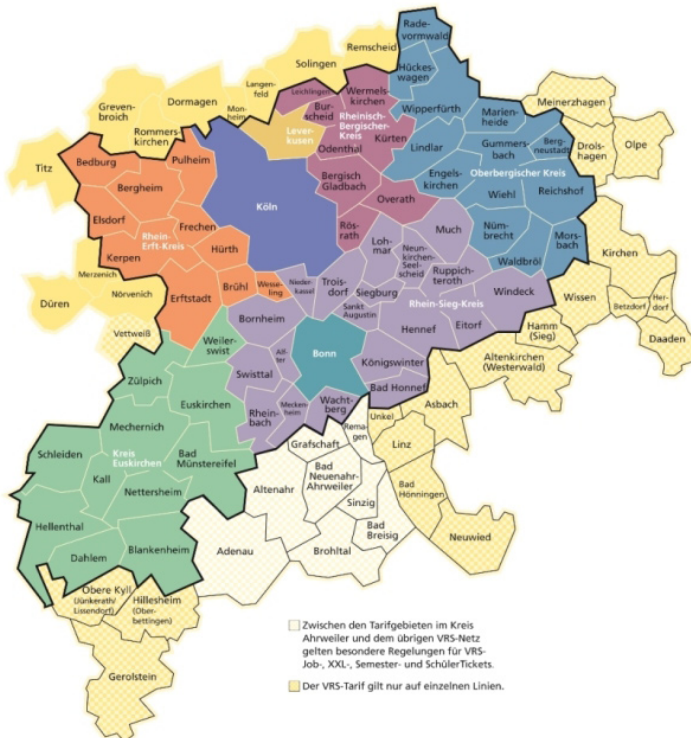 Rade-
vormwald
Remscheid
Solingen
Hückes-
wagen
Langen-
feld
Leichlingen
Wermels-
kirchen
Dormagen
Mon-
heim
Greven-
broich
Bur-
scheid
Rheinisch-
Bergischer-
Kreis
Wipperfürth
Marien-
heide
Meinerzhagen
Rommers-
kirchen
Lever-
kusen
Odenthal
Kürten
Lindlar
Gummers-
bach
Berg-
neustadt
Drols-
hagen
Olpe
Titz
Bedburg
Pulheim
Bergheim
Bergisch
Gladbach
Engels-
kirchen
Oberbergischer Kreis
Wiehl
Reichshof
Köln
Overath
Elsdorf
Frechen
Rhein-
Erft-Kreis
Hürth
Rös-
rath
Loh-
mar
Much
Nüm-
brecht
Mors-
bach
Kerpen
Neun-
kirchen-
Seel-
scheid
Ruppich-
teroth
Waldbröl
Kirchen
Merzenich
Nörvenich
Düren
Erftstadt
Brühl
Wesse-
ling
Nieder-
kassel
Trois-
dorf
Siegburg
Rhein-Sieg-Kreis
Windeck
Wissen
Betzdorf
Her-
dorf
Daaden
Vettweiß
Bornheim
Sankt
Augustin
Hennef
Eitorf
Hamm
(Sieg)
Weiler-
swist
Alf-
ter
Bonn
Altenkirchen
(Westerwald)
Zülpich
Swisttal
Königswinter
Euskirchen
Rhein-
bach
Mecken-
heim
Wacht-
berg
Bad Honnef
Asbach
Mechernich
Unkel
Rema-
gen
Grafschaft
Linz
Schleiden
Kreis
Euskirchen
Bad
Münstereifel
Kall
Altenahr
Bad
Neuenahr-
Ahrweiler
Sinzig
Bad
Hönningen
Nettersheim
Hellenthal
Bad
Breisig
Neuwied
Dahlem
Blankenheim
Adenau
Brohltal
Obere Kyll
(Jünkerath/
Lissendorf)
Hillesheim
(Ober-
bettingen)
Gerolstein
Zwischen den Tarifgebieten im Kreis
Ahrweiler und dem übrigen VRS-Netz
gelten besondere Regelungen für VRS-
Job-, XXL-, Semester- und SchülerTickets.
Der VRS-Tarif gilt nur auf einzelnen Linien.